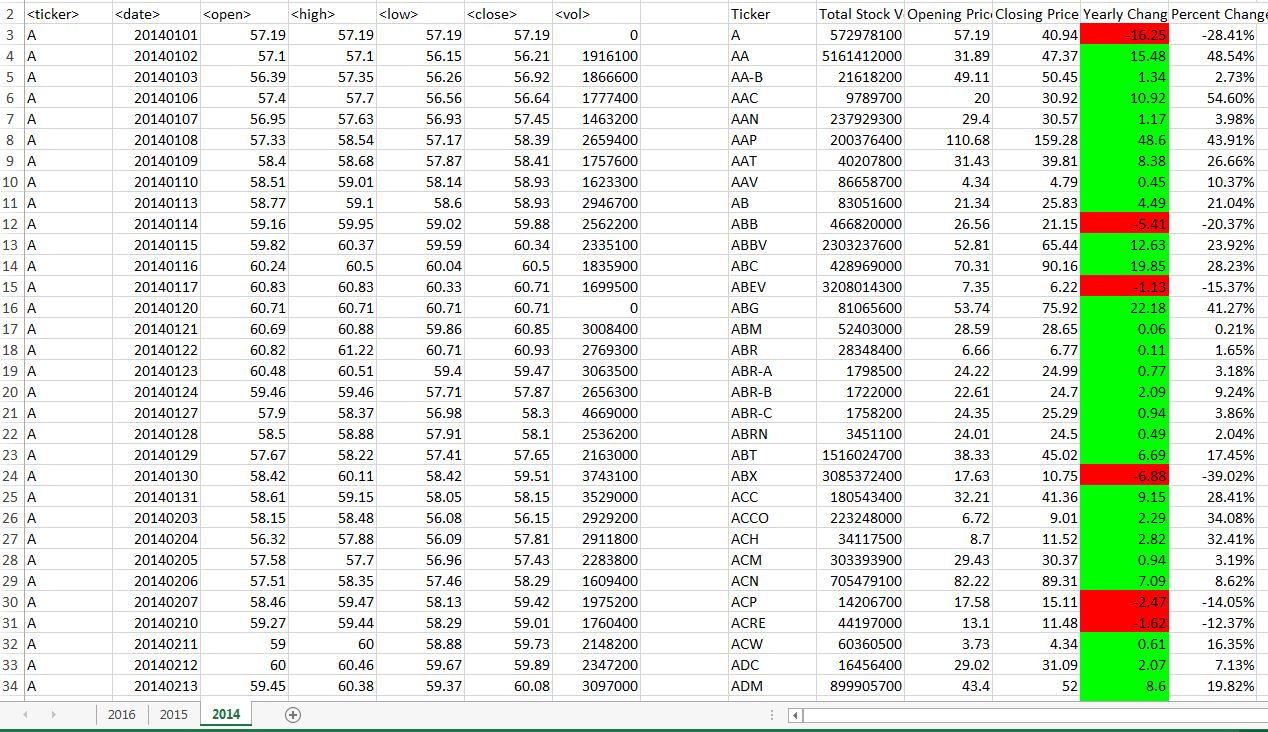 2 <ticker> <date> <open> <high> <low> <close> <vol> Ticker Total Stock V Opening Pric Closing Price Yearly Chang Percent Change
3 A 20140101 57.19 57.19 57.19 57.19 0 A 572978100 57.19 40.94 -16.25 -28.41%
4 A 20140102 57.1 57.1 56.15 56.21 1916100 AA 5161412000 31.89 47.37 15.48 48.54%
5 A 20140103 56.39 57.35 56.26 56.92 1866600 AA-B 21618200 49.11 50.45 1.34 2.73%
6 A 20140106 57.4 57.7 56.56 56.64 1777400 AAC 9789700 20 30.92 10.92 54.60%
7 A 20140107 56.95 57.63 56.93 57.45 1463200 AAN 237929300 29.4 30.57 1.17 3.98%
8 A 20140108 57.33 58.54 57.17 58.39 2659400 AAP 200376400 110.68 159.28 48.6 43.91%
9 A 20140109 58.4 58.68 57.87 58.41 1757600 AAT 40207800 31.43 39.81 8.38 26.66%
10 A 20140110 58.51 59.01 58.14 58.93 1623300 AAV 86658700 4.34 4.79 0.45 10.37%
11 A 20140113 58.77 59.1 58.6 58.93 2946700 AB 83051600 21.34 25.83 4.49 21.04%
12 A 20140114 59.16 59.95 59.02 59.88 2562200 ABB 466820000 26.56 21.15 -5.41 -20.37%
13 A 20140115 59.82 60.37 59.59 60.34 2335100 ABBV 2303237600 52.81 65.44 12.63 23.92%
14 A 20140116 60.24 60.5 60.04 60.5 1835900 ABC 428969000 70.31 90.16 19.85 28.23%
15 A 20140117 60.83 60.83 60.33 60.71 1699500 ABEV 3208014300 7.35 6.22 -1.13 -15.37%
16 A 20140120 60.71 60.71 60.71 60.71 0 ABG 81065600 53.74 75.92 22.18 41.27%
17 A 20140121 60.69 60.88 59.86 60.85 3008400 ABM 52403000 28.59 28.65 0.06 0.21%
18 A 20140122 60.82 61.22 60.71 60.93 2769300 ABR 28348400 6.66 6.77 0.11 1.65%
19 A 20140123 60.48 60.51 59.4 59.47 3063500 ABR-A 1798500 24.22 24.99 0.77 3.18%
20 A 20140124 59.46 59.46 57.71 57.87 2656300 ABR-B 1722000 22.61 24.7 2.09 9.24%
21 A 20140127 57.9 58.37 56.98 58.3 4669000 ABR-C 1758200 24.35 25.29 0.94 3.86%
22 A 20140128 58.5 58.88 57.91 58.1 2536200 ABRN 3451100 24.01 24.5 0.49 2.04%
23 A 20140129 57.67 58.22 57.41 57.65 2163000 ABT 1516024700 38.33 45.02 6.69 17.45%
24 A 20140130 58.42 60.11 58.42 59.51 3743100 ABX 3085372400 17.63 10.75 -6.88 -39.02%
25 A 20140131 58.61 59.15 58.05 58.15 3529000 ACC 180543400 32.21 41.36 9.15 28.41%
26 A 20140203 58.15 58.48 56.08 56.15 2929200 ACCO 223248000 6.72 9.01 2.29 34.08%
27 A 20140204 56.32 57.88 56.09 57.81 2911800 ACH 34117500 8.7 11.52 2.82 32.41%
28 A 20140205 57.58 57.7 56.96 57.43 2283800 ACM 303393900 29.43 30.37 0.94 3.19%
29 A 20140206 57.51 58.35 57.46 58.29 1609400 ACN 705479100 82.22 89.31 7.09 8.62%
30 A 20140207 58.46 59.47 58.13 59.42 1975200 ACP 14206700 17.58 15.11 -2.47 -14.05%
31 A 20140210 59.27 59.44 58.29 59.01 1760400 ACRE 44197000 13.1 11.48 -1.62 -12.37%
32 A 20140211 59 60 58.88 59.73 2148200 ACW 60360500 3.73 4.34 0.61 16.35%
33 A 20140212 60 60.46 59.67 59.89 2347200 ADC 16456400 29.02 31.09 2.07 7.13%
34 A 20140213 59.45 60.38 59.37 60.08 3097000 ADM 899905700 43.4 52 8.6 19.82%
2016 2015 2014